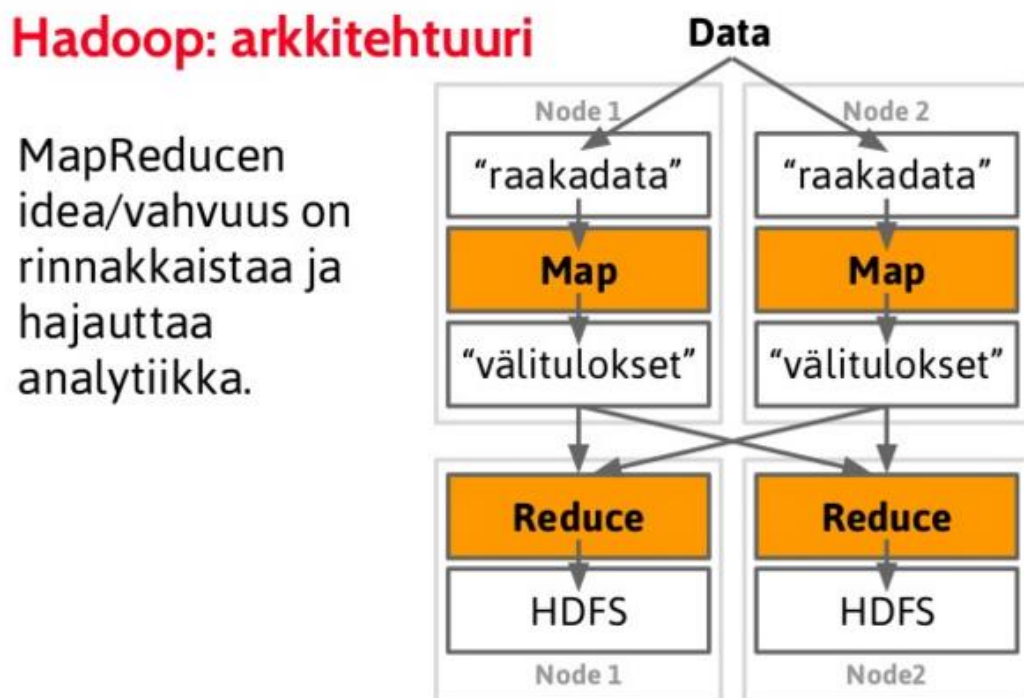 Hadoop: arkkitehtuuri
MapReducen
idea/vahvuus on
rinnakkaistaa ja
hajauttaa
analytiikka.
Data
Node 1
Node 2
“raakadata”
“raakadata”
Map
Map
“välitulokset”
“välitulokset”
Reduce
Reduce
HDFS
HDFS
Node 1
Node2